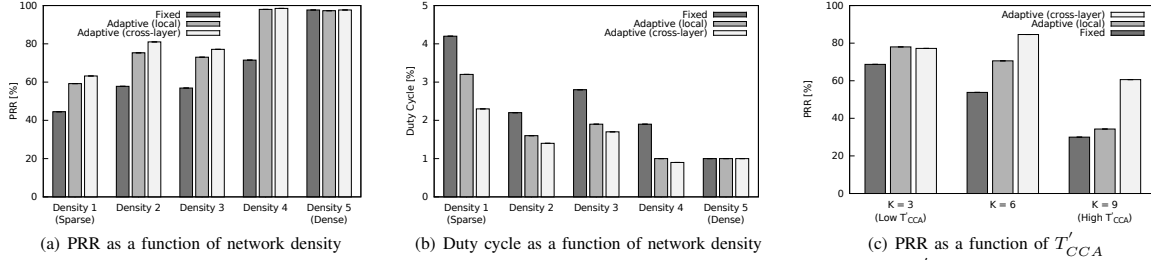 100
80
60
40
20
0
PRR [%]
Fixed
Adaptive (local)
Adaptive (cross-layer)
Density 1
(Sparse)
Density 2
Density 3
Density 4
Density 5
(Dense)
(a) PRR as a function of network density
5
4
3
2
1
0
Duty Cycle [%]
Fixed
Adaptive (local)
Adaptive (cross-layer)
Density 1
(Sparse)
Density 2
Density 3
Density 4
Density 5
(Dense)
(b) Duty cycle as a function of network density
100
80
60
40
20
0
PRR [%]
Adaptive (cross-layer)
Adaptive (local)
Fixed
K = 3
(Low T'CCA)
K = 6
K = 9
(High T'CCA)
(c) PRR as a function of T'CCA